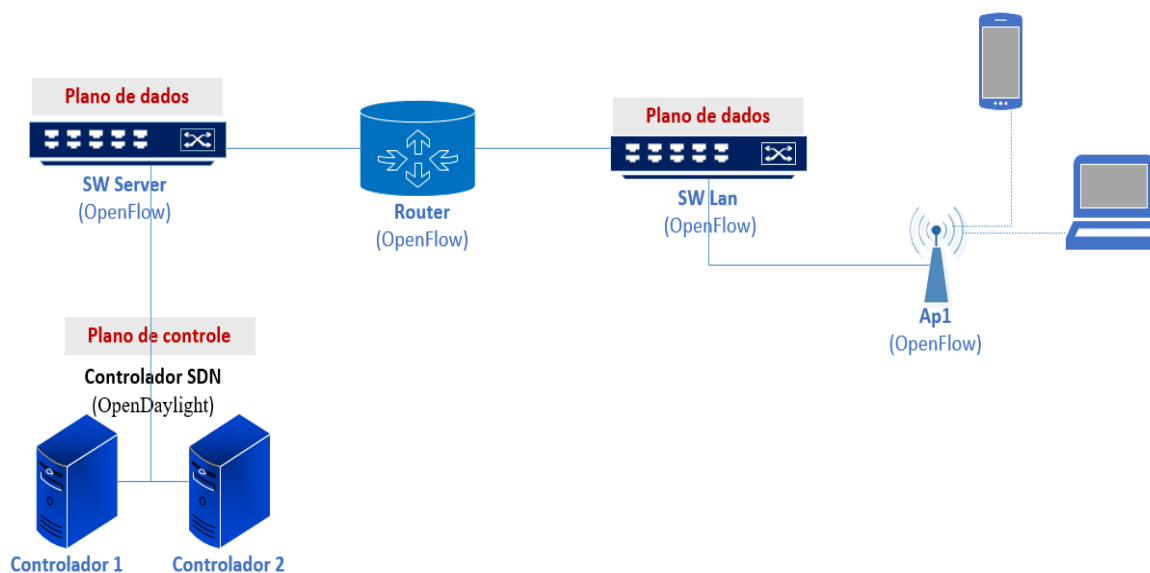 Plano de dados
SW Server
(OpenFlow)
Router
(OpenFlow)
Plano de dados
SW Lan
(OpenFlow)
Ap1
(OpenFlow)
Plano de controle
Controlador SDN
(OpenDaylight)
Controlador 1
Controlador 2